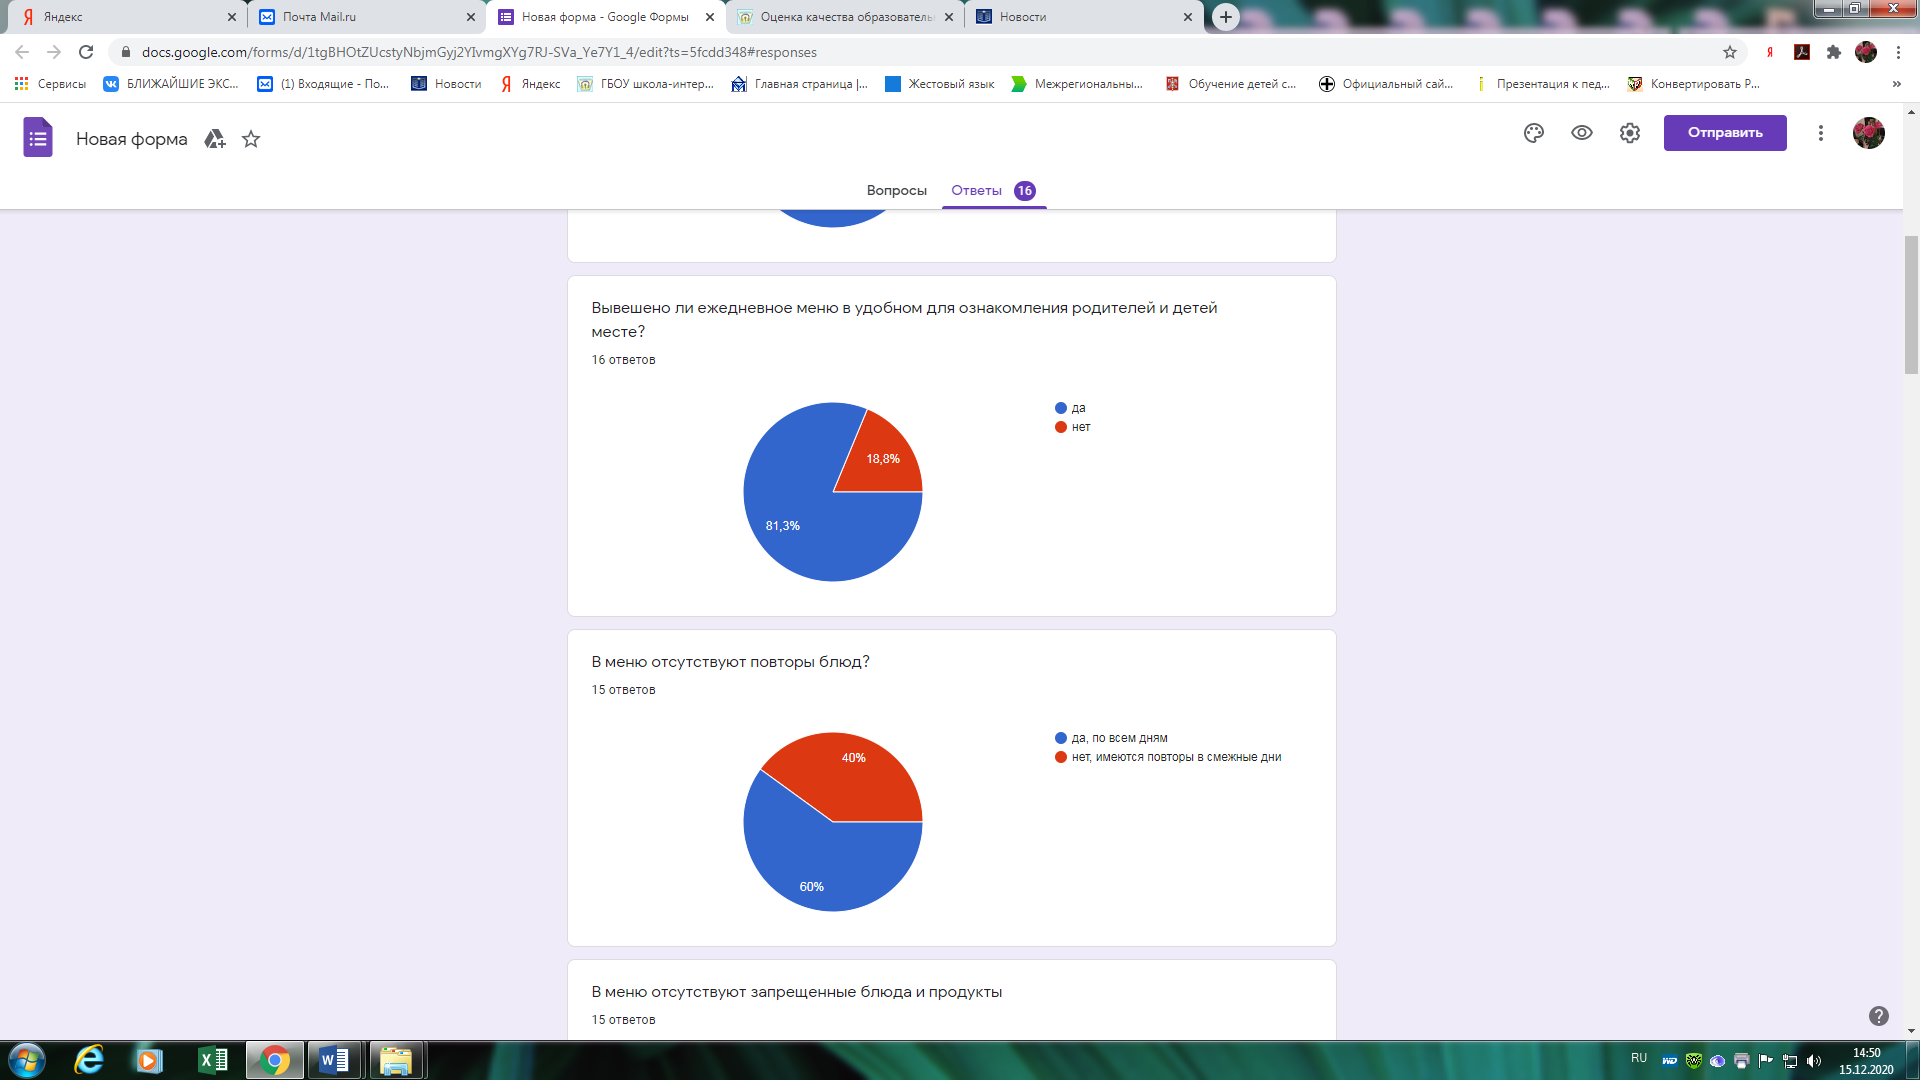 Яндекс
Почта Mail.ru
Новая форма - Google Формы
Оценка качества образователь
Новости
docs.google.com/forms/d/1tgBHOtZUcstyNbjmGyj2YIvmgXYg7RJ-SVa_Ye7Y1_4/edit?ts=5fcdd348#responses
Сервисы
БЛИЖАЙШИЕ ЭКС...
(1) Входящие - По...
Новости
Яндекс
ГБОУ школа-интер...
Главная страница |...
Жестовый язык
Межрегиональны...
Обучение детей с...
Официальный сай...
Презентация к пед...
Конвертировать Р...
»
Новая форма
Отправить
Вопросы
Ответы 16
Вывешено ли ежедневное меню в удобном для ознакомления родителей и детей
месте?
16 ответов
да
нет
18,8%
81,3%
В меню отсутствуют повторы блюд?
15 ответов
да, по всем дням
нет, имеются повторы в смежные дни
40%
60%
В меню отсутствуют запрещенные блюда и продукты
15 ответов
RU
14:50
15.12.2020